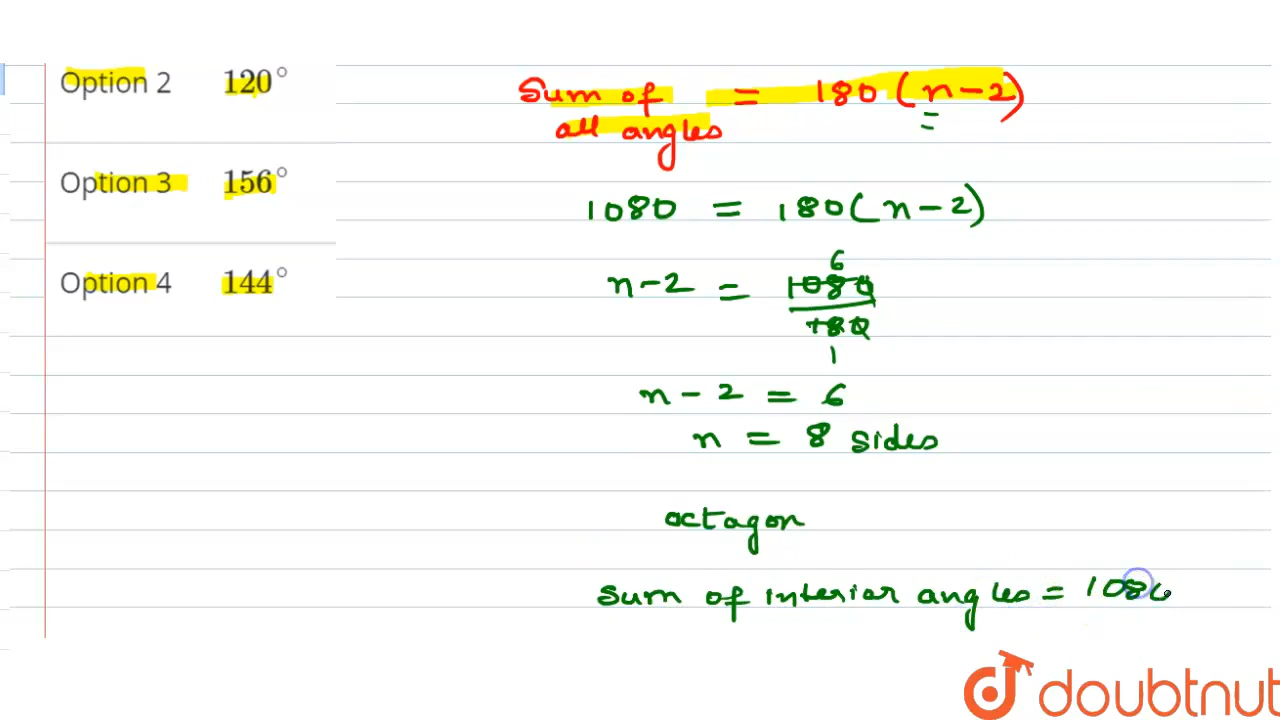 Option 2 120°
Option 3 156°
Option 4 144°
Sum of = 180 (n-2)
all angles =
1080 = 180(n-2)
6
n-2 = 1080
180
1
n-2 = 6
n = 8 sides
octagon
Sum of interior angles = 108
doubtnut